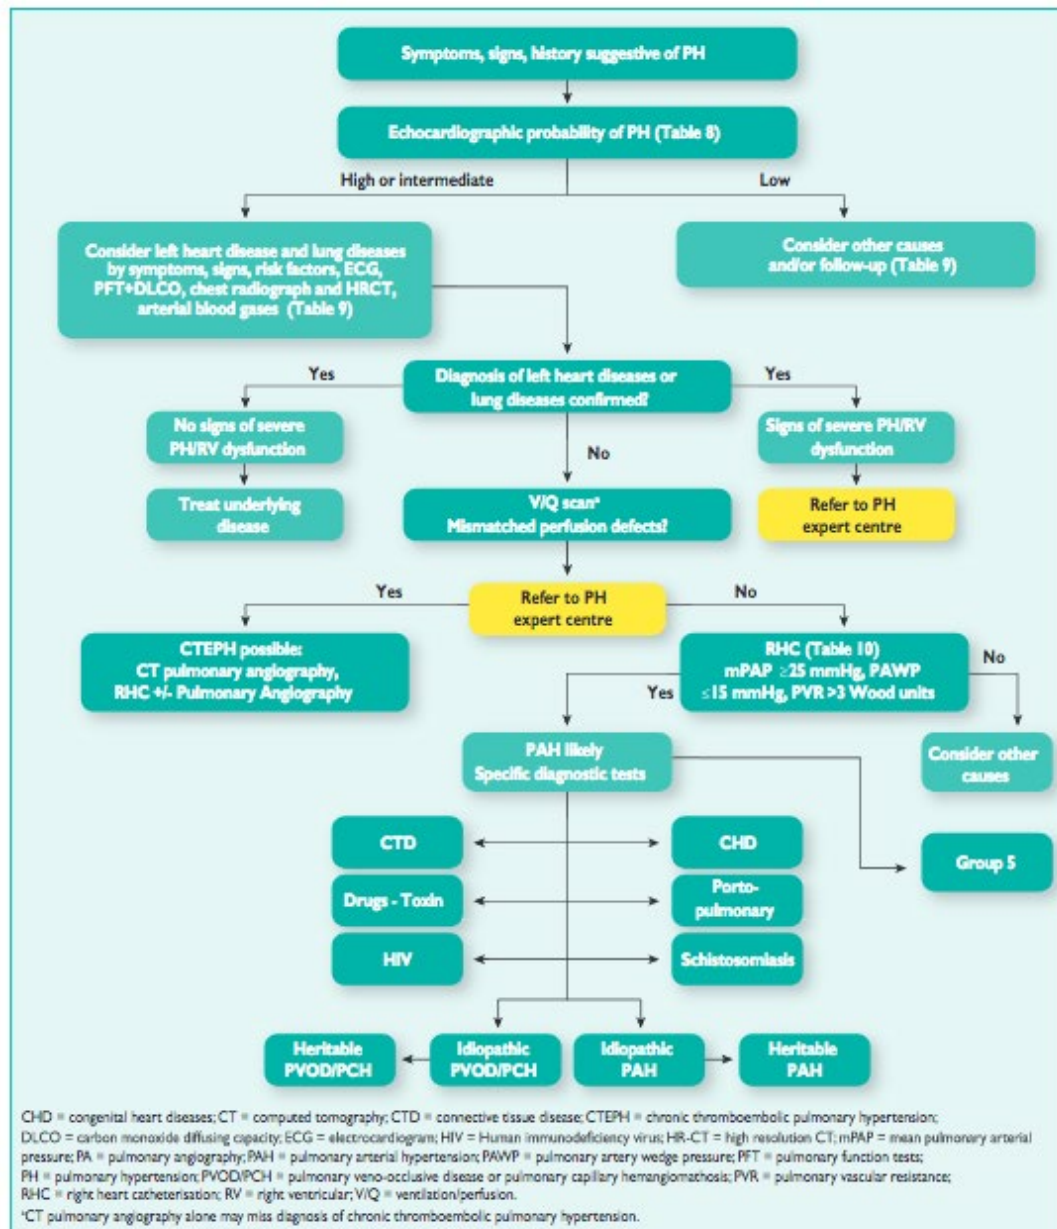 Symptoms, signs, history suggestive of PH
Echocardiographic probability of PH (Table 8)
High or intermediate
Low
Consider left heart disease and lung diseases
by symptoms, signs, risk factors, ECG,
PFT+DLCO, chest radiograph and HRCT,
arterial blood gases (Table 9)
Consider other causes
and/or follow-up (Table 9)
Yes
Diagnosis of left heart diseases or
lung diseases confirmed?
Yes
No signs of severe
PH/RV dysfunction
No
Signs of severe PH/RV
dysfunction
Treat underlying
disease
V/Q scanª
Mismatched perfusion defects?
Refer to PH
expert centre
Yes
Refer to PH
expert centre
No
CTEPH possible:
CT pulmonary angiography,
RHC +/- Pulmonary Angiography
RHC (Table 10)
mPAP ≥25 mmHg, PAWP
≤15 mmHg, PVR >3 Wood units
No
Yes
PAH likely
Specific diagnostic tests
Consider other
causes
CTD
CHD
Group 5
Drugs - Toxin
Porto-
pulmonary
HIV
Schistosomiasis
Heritable
PVOD/PCH
Idiopathic
PVOD/PCH
Idiopathic
PAH
Heritable
PAH
CHD = congenital heart diseases; CT = computed tomography; CTD = connective tissue disease; CTEPH = chronic thromboembolic pulmonary hypertension;
DLCO = carbon monoxide diffusing capacity; ECG = electrocardiogram; HIV = Human immunodeficiency virus; HR-CT = high resolution CT; mPAP = mean pulmonary arterial
pressure; PA = pulmonary angiography; PAH = pulmonary arterial hypertension; PAWP = pulmonary artery wedge pressure; PFT = pulmonary function tests;
PH = pulmonary hypertension; PVOD/PCH = pulmonary veno-occlusive disease or pulmonary capillary hemangiomathosis; PVR = pulmonary vascular resistance;
RHC = right heart catheterisation; RV = right ventricular; V/Q = ventilation/perfusion.
ªCT pulmonary angiography alone may miss diagnosis of chronic thromboembolic pulmonary hypertension.